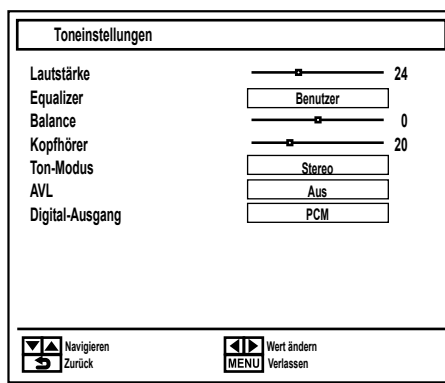 Toneinstellungen
Lautstärke 24
Equalizer Benutzer
Balance 0
Kopfhörer 20
Ton-Modus Stereo
AVL Aus
Digital-Ausgang PCM
Navigieren Wert ändern
Zurück MENU Verlassen